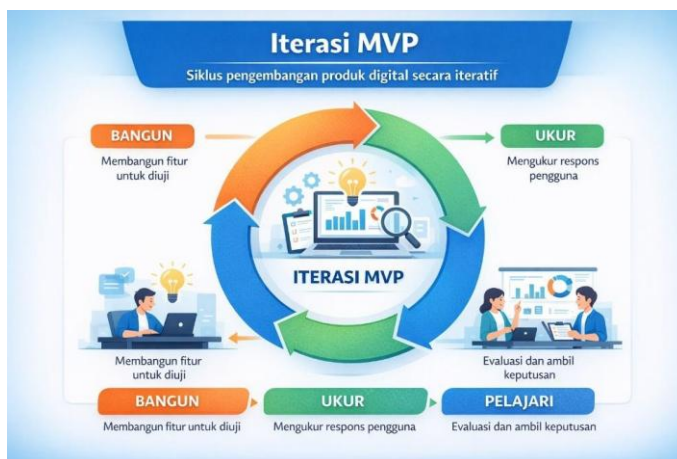 Iterasi MVP
Siklus pengembangan produk digital secara iteratif
BANGUN
Membangun fitur
untuk diuji
UKUR
Mengukur respons
pengguna
ITERASI MVP
Membangun fitur
untuk diuji
Evaluasi dan ambil
keputusan
BANGUN
Membangun fitur untuk diuji
UKUR
Mengukur respons pengguna
PELAJARI
Evaluasi dan ambil keputusan